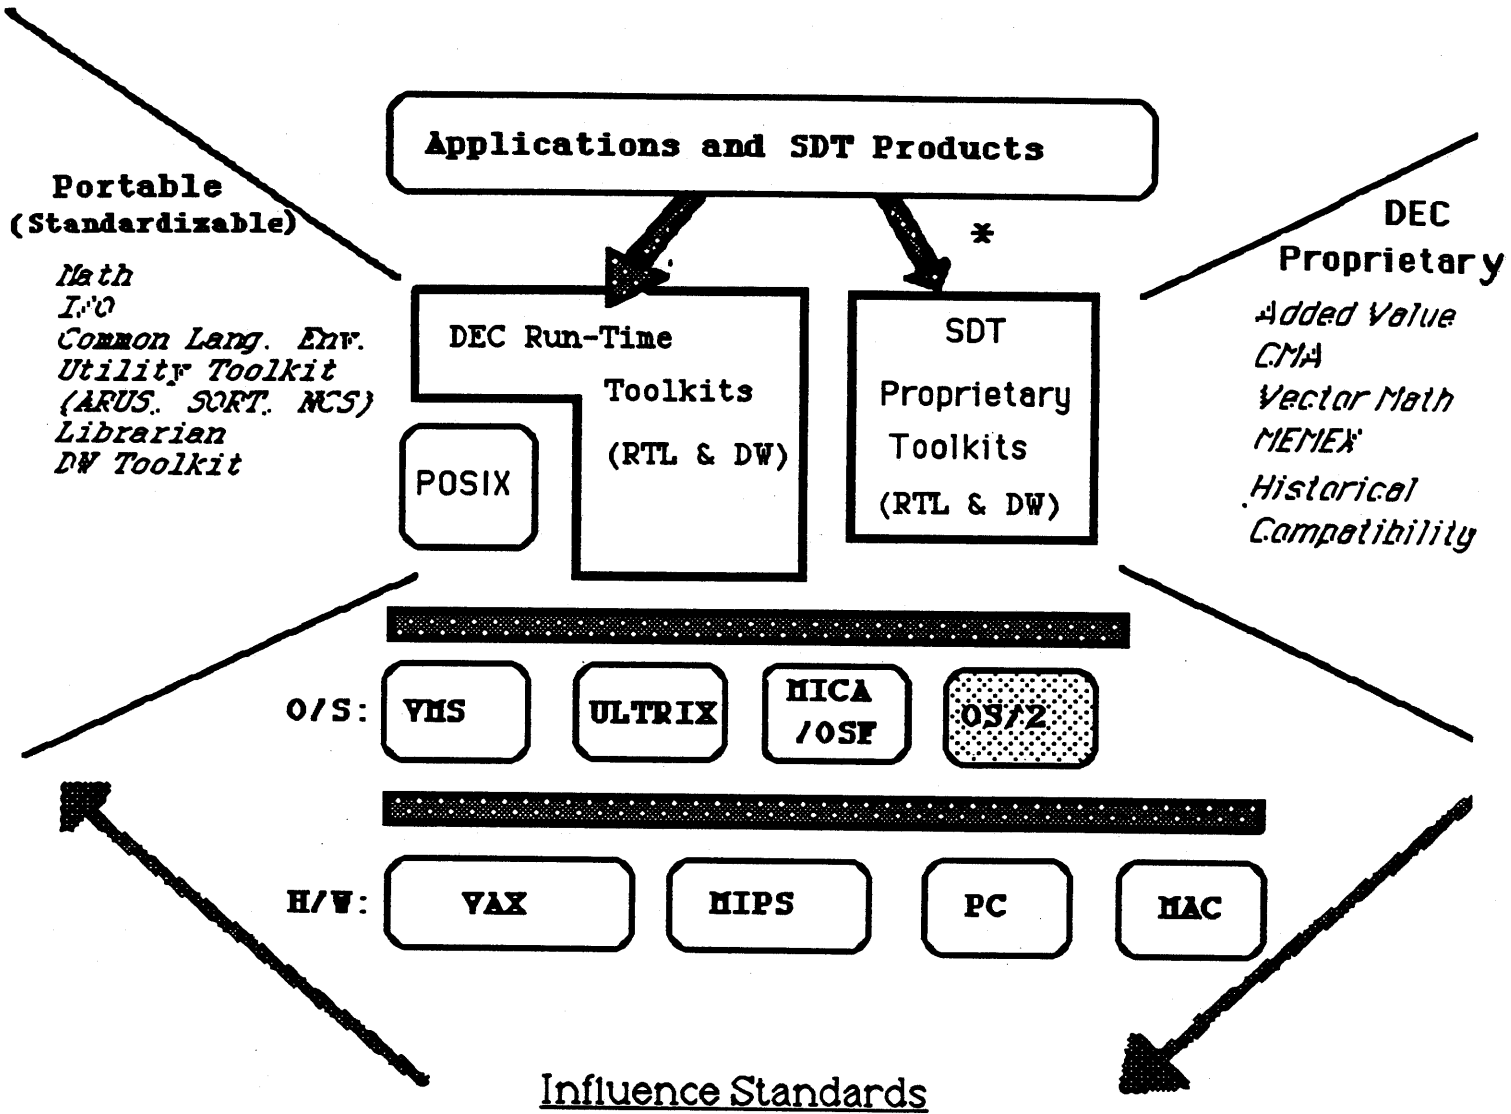 Applications and SDT Products
Portable
(Standardizable)
Math
I/O
Common Lang. Env.
Utility Toolkit
(ARUS, SORT, NCS)
Librarian
DW Toolkit
*
DEC
Proprietary
Added Value
CMA
Vector Math
MEMEX
Historical
Compatibility
DEC Run-Time
Toolkits
(RTL & DW)
POSIX
SDT
Proprietary
Toolkits
(RTL & DW)
O/S:
VMS
ULTRIX
MICA
/OSF
OS/2
H/W:
VAX
MIPS
PC
MAC
Influence Standards